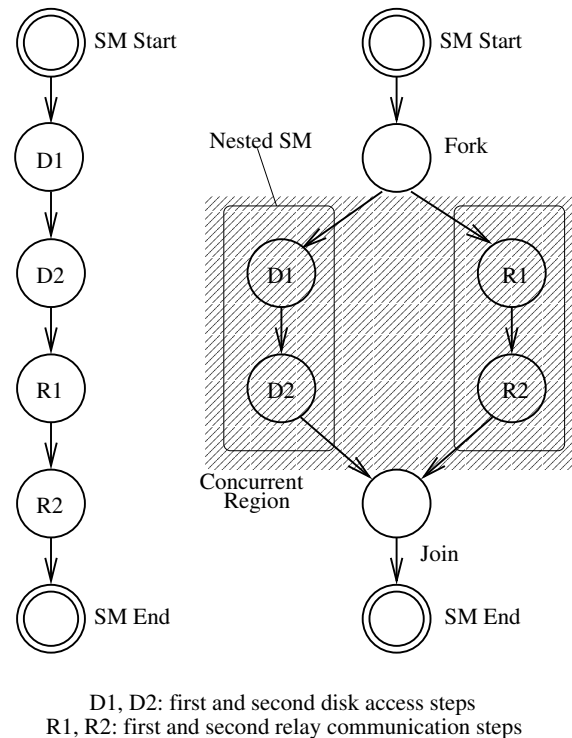 SM Start
SM Start
D1
Nested SM
Fork
D2
D1
R1
R1
D2
R2
R2
Concurrent
Region
Join
SM End
SM End
D1, D2: first and second disk access steps
R1, R2: first and second relay communication steps